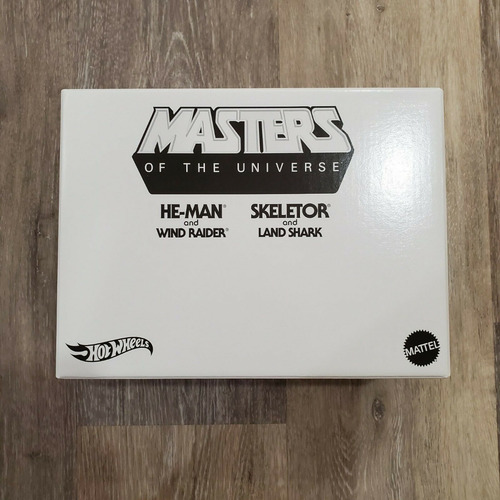 MASTERS
OF THE UNIVERSE
HE-MAN® SKELETOR®
and and
WIND RAIDER® LAND SHARK
HOT WHEELS
MATTEL